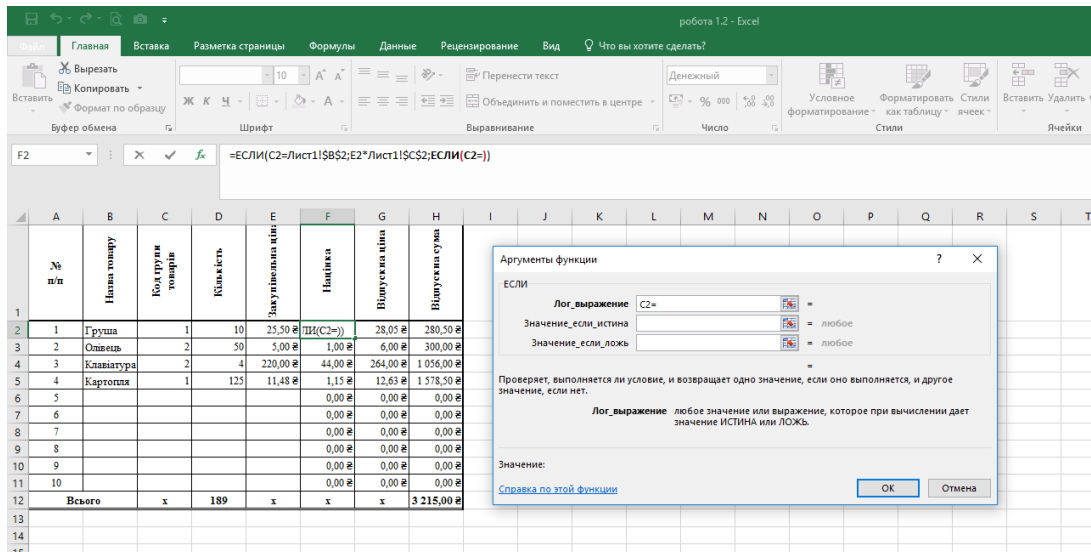 робота 1.2 - Excel
Файл Главная Вставка Разметка страницы Формулы Данные Рецензирование Вид Что вы хотите сделать?
Вставить
Вырезать
Копировать
Формат по образцу
Буфер обмена
10
Ж К Ч
Шрифт
Перенести текст
Объединить и поместить в центре
Выравнивание
Денежный
% 000
Число
Условное форматирование
Форматировать как таблицу
Стили ячеек
Стили
Вставить Удалить
Ячейки
F2 fx =ЕСЛИ(C2=Лист1!$B$2;E2*Лист1!$C$2;ЕСЛИ(C2=))
A B C D E F G H I J K L M N O P Q R S T
1 № п/п Назва товару Код групи товарів Кількість Закупівельна ціна Націнка Відпускна ціна Відпускна сума
2 1 Груша 1 10 25,50 ₴ ЛИ(C2=)) 28,05 ₴ 280,50 ₴
3 2 Олівець 2 50 5,00 ₴ 1,00 ₴ 6,00 ₴ 300,00 ₴
4 3 Клавіатура 2 4 220,00 ₴ 44,00 ₴ 264,00 ₴ 1 056,00 ₴
5 4 Картопля 1 125 11,48 ₴ 1,15 ₴ 12,63 ₴ 1 578,50 ₴
6 5 0,00 ₴ 0,00 ₴ 0,00 ₴
7 6 0,00 ₴ 0,00 ₴ 0,00 ₴
8 7 0,00 ₴ 0,00 ₴ 0,00 ₴
9 8 0,00 ₴ 0,00 ₴ 0,00 ₴
10 9 0,00 ₴ 0,00 ₴ 0,00 ₴
11 10 0,00 ₴ 0,00 ₴ 0,00 ₴
12 Всього х 189 х х х 3 215,00 ₴
13
14
Аргументы функции ? X
ЕСЛИ
Лог_выражение C2= =
Значение_если_истина = любое
Значение_если_ложь = любое
=
Проверяет, выполняется ли условие, и возвращает одно значение, если оно выполняется, и другое
значение, если нет.
Лог_выражение любое значение или выражение, которое при вычислении дает
значение ИСТИНА или ЛОЖЬ.
Значение:
Справка по этой функции
ОК Отмена